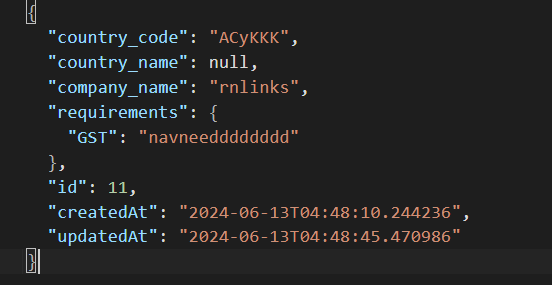 {
"country_code": "ACyKKK",
"country_name": null,
"company_name": "rnlinks",
"requirements": {
"GST": "navneeddddddddd"
},
"id": 11,
"createdAt": "2024-06-13T04:48:10.244236",
"updatedAt": "2024-06-13T04:48:45.470986"
}